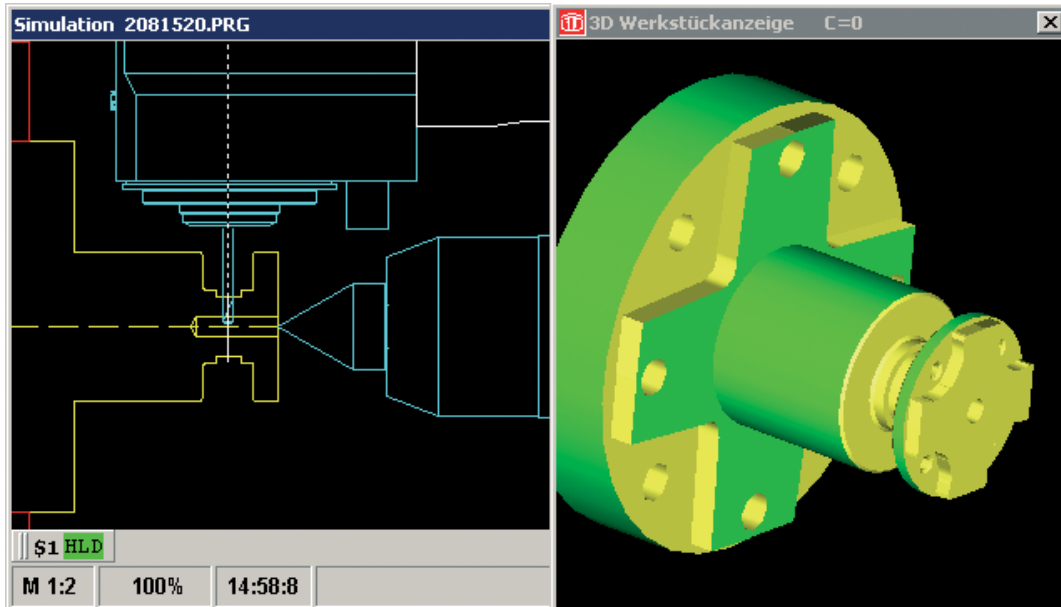 Simulation 2081520.PRG
3D Werkstückanzeige C=0
$1 HLD
M 1:2 100% 14:58:8